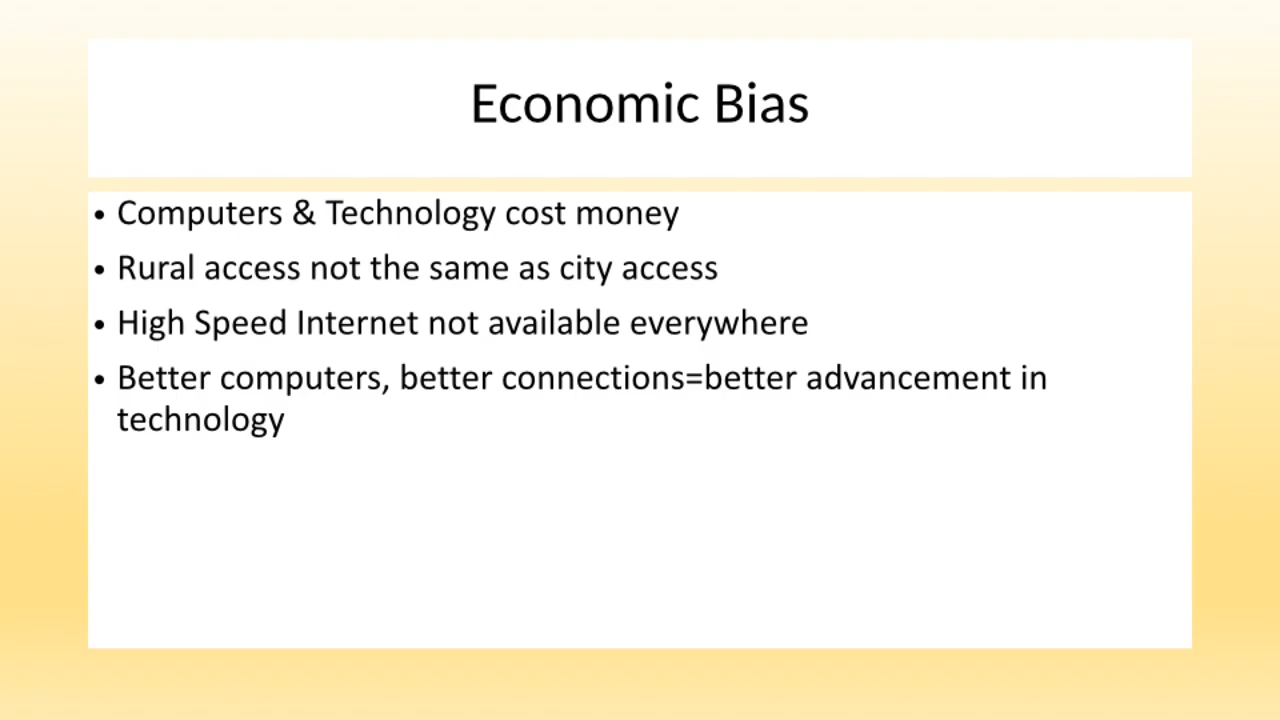 Economic Bias
• Computers & Technology cost money
• Rural access not the same as city access
• High Speed Internet not available everywhere
• Better computers, better connections=better advancement in
technology